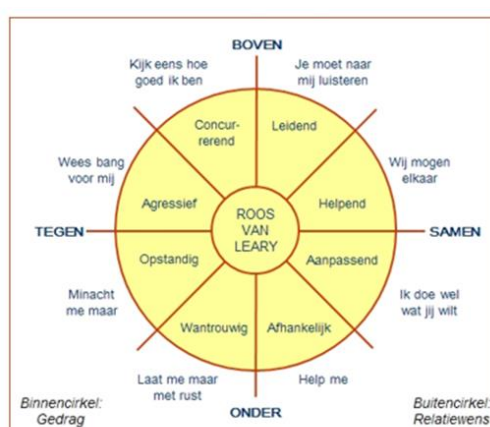 BOVEN
Kijk eens hoe
goed ik ben
Je moet naar
mij luisteren
Concur-
rerend
Leidend
Wees bang
voor mij
Wij mogen
elkaar
Agressief
Helpend
ROOS
VAN
LEARY
TEGEN
SAMEN
Opstandig
Aanpassend
Minacht
me maar
Ik doe wel
wat jij wilt
Wantrouwig
Afhankelijk
Laat me maar
met rust
Help me
ONDER
Binnencirkel:
Gedrag
Buitencirkel:
Relatiewens